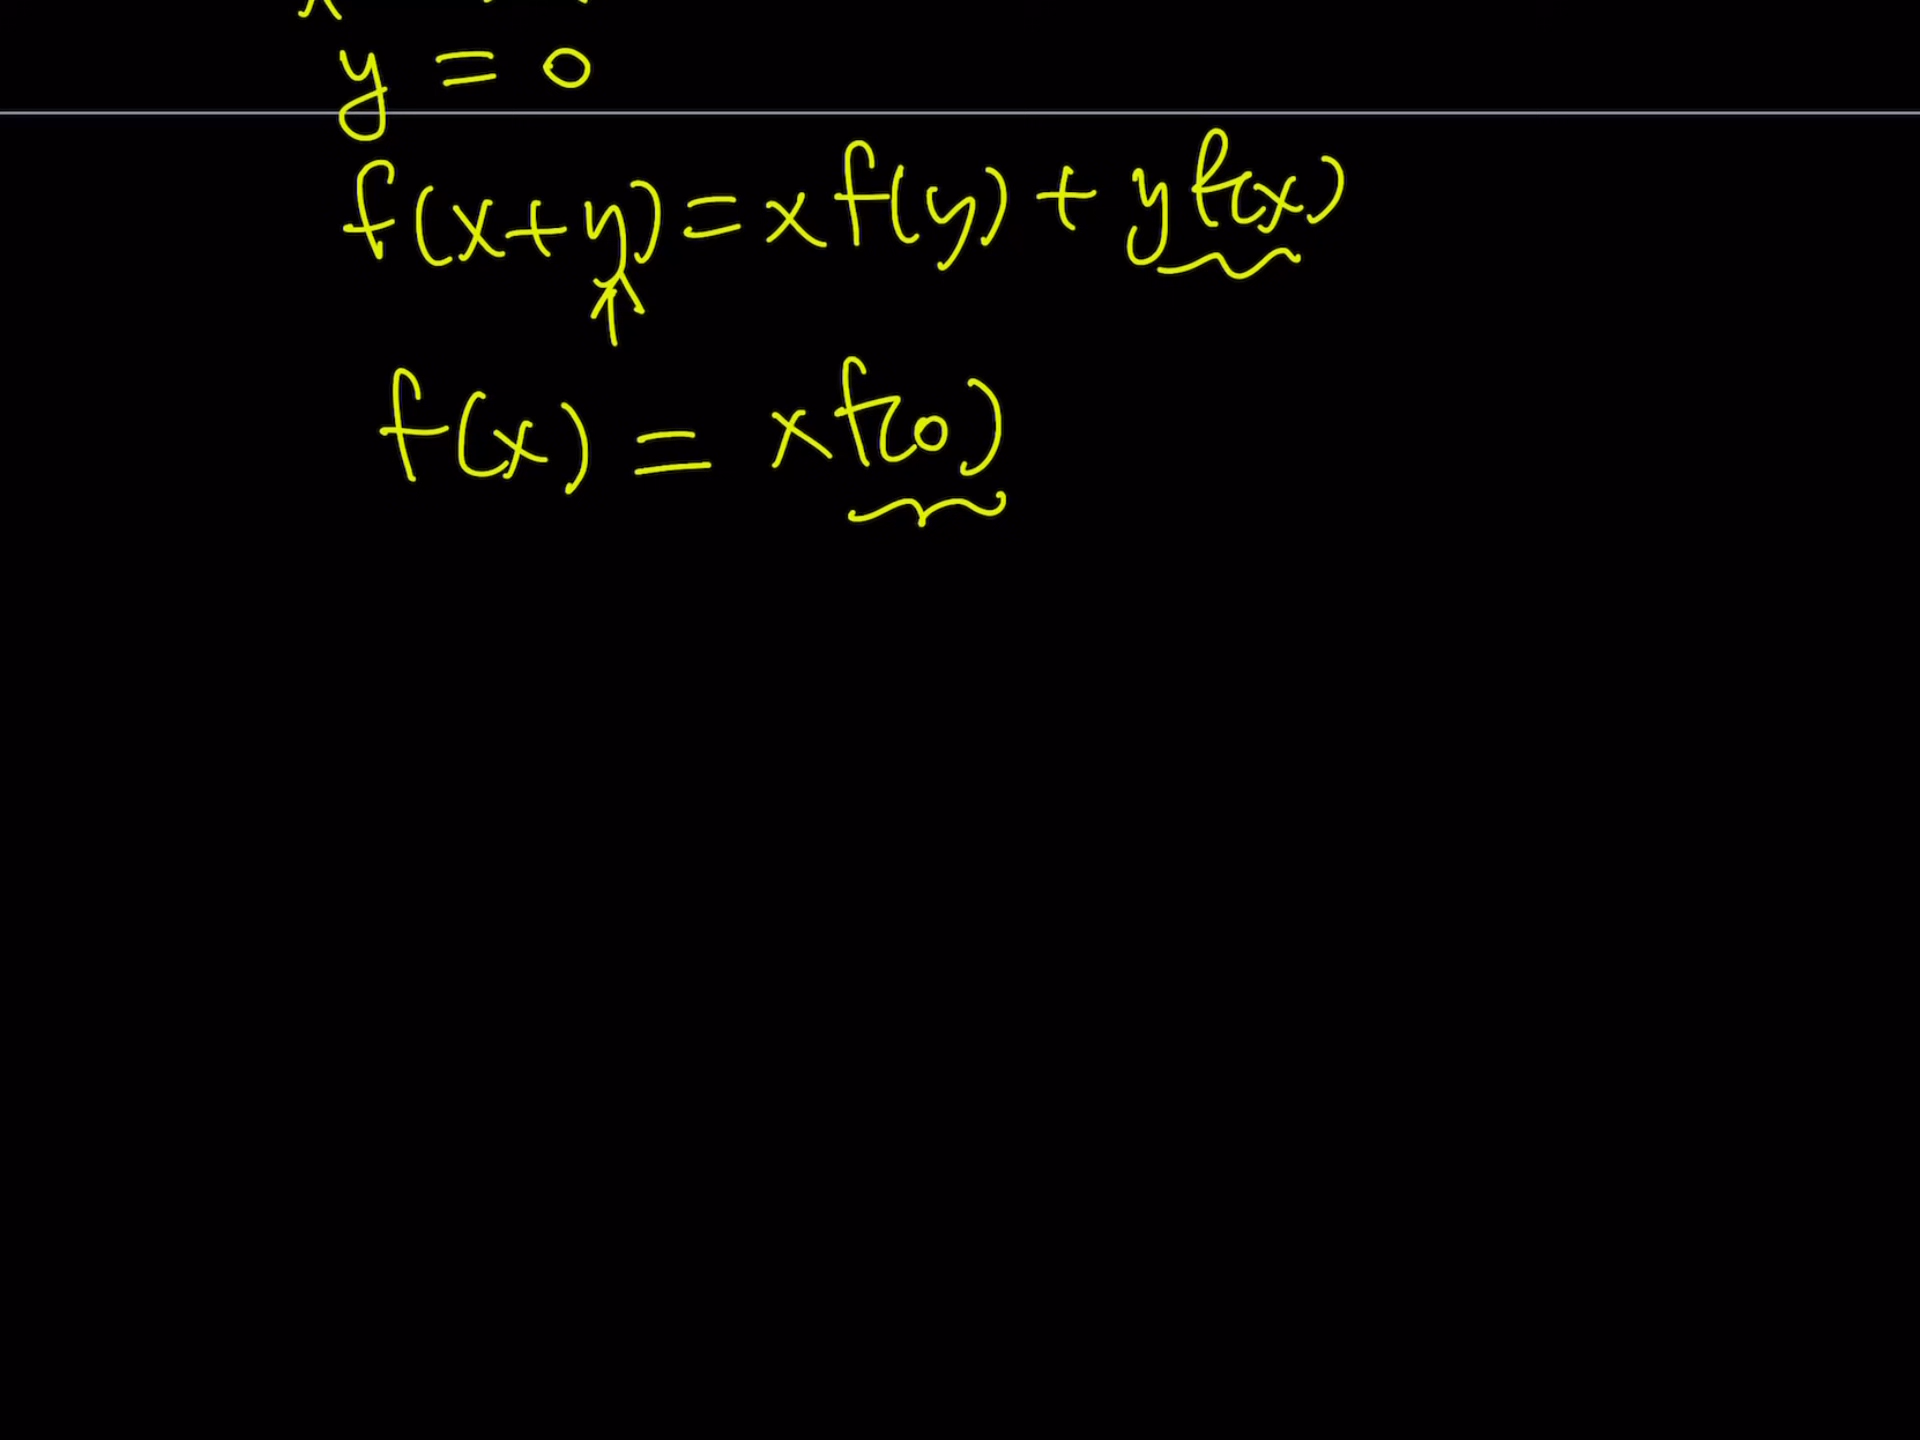 y = 0
f(x+y) = x f(y) + y f(x)
f(x) = x f(0)